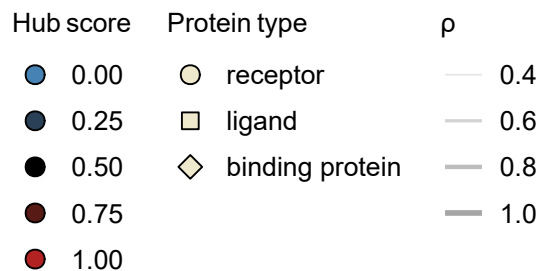 Hub score Protein type ρ
0.00 receptor 0.4
0.25 ligand 0.6
0.50 binding protein 0.8
0.75 1.0
1.00